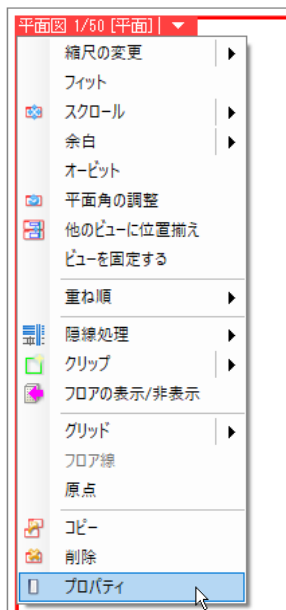 平面図 1/50 [平面]
縮尺の変更
フィット
スクロール
余白
オービット
平面角の調整
他のビューに位置揃え
ビューを固定する
重ね順
隠線処理
クリップ
フロアの表示/非表示
グリッド
フロア線
原点
コピー
削除
プロパティ